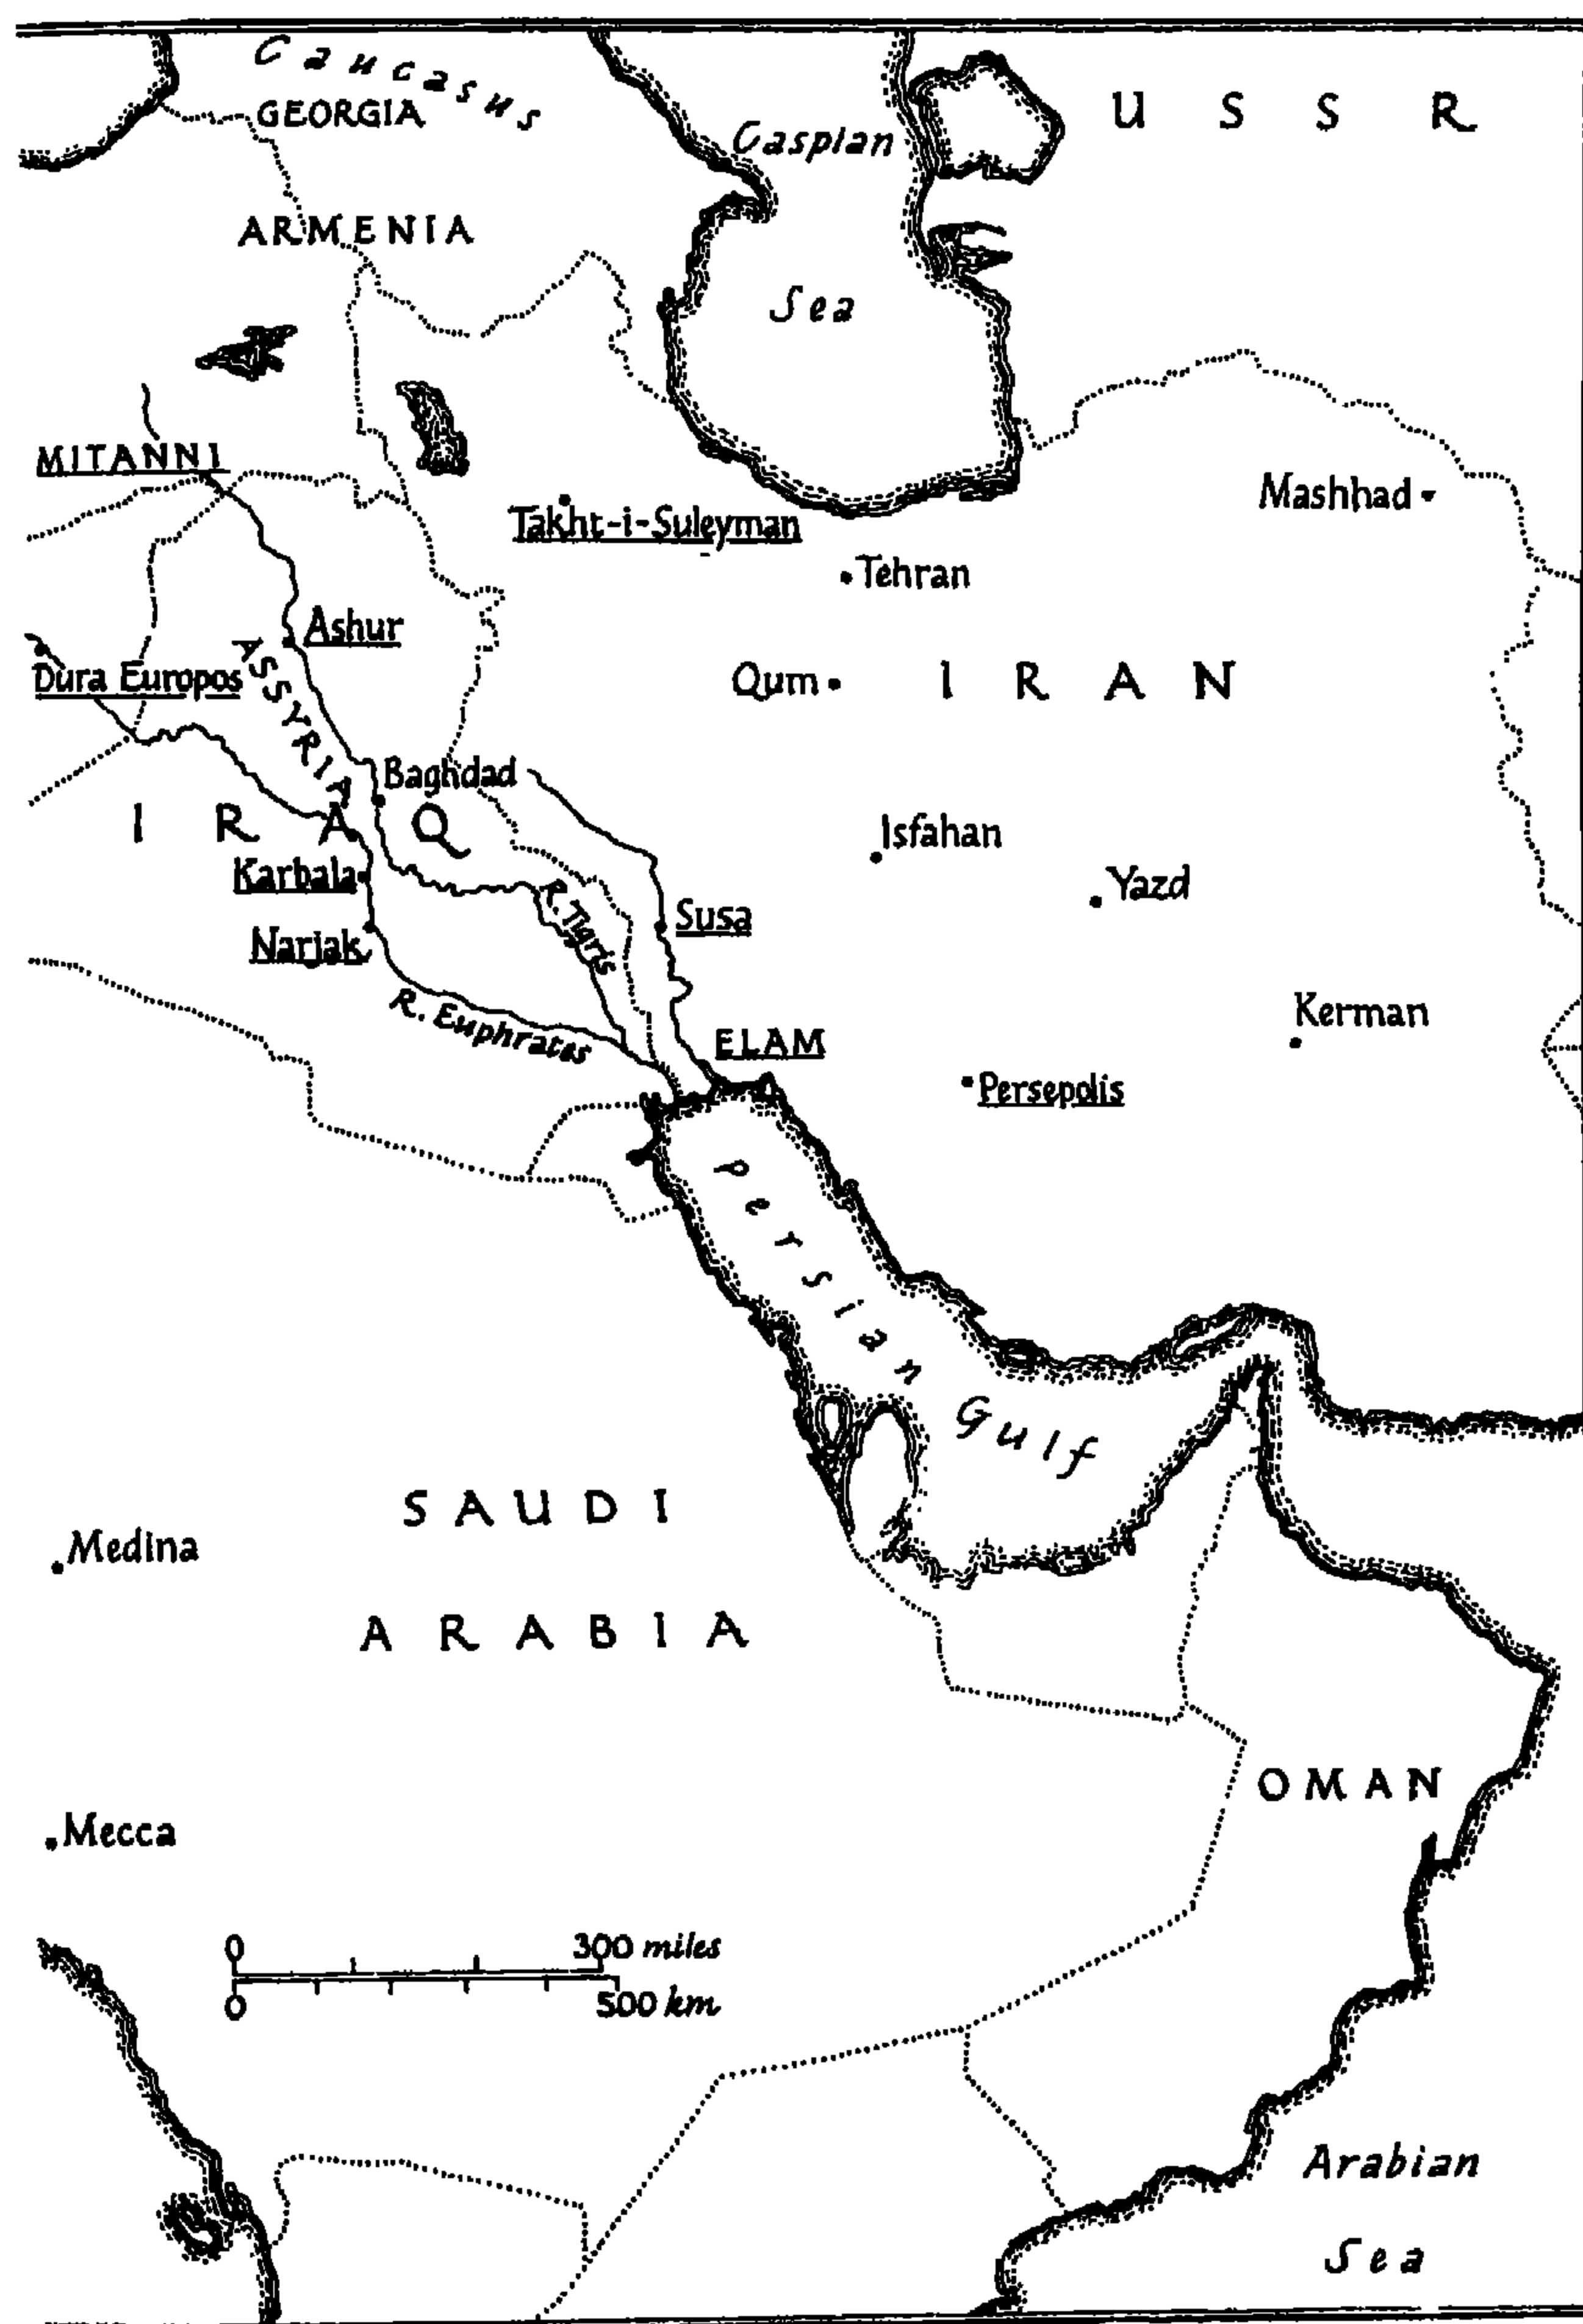 Caucasus
GEORGIA
Caspian
Sea
U S S R
ARMENIA
MITANNI
Takht-i-Suleyman
Mashhad
Tehran
Ashur
ASSYRIA
Dura Europos
Qum
I R A N
Baghdad
I R A Q
Isfahan
Karbala
Yazd
R. Tigris
Susa
Narjak
R. Euphrates
Kerman
ELAM
Persepolis
Persian Gulf
SAUDI
ARABIA
Medina
OMAN
Mecca
0 300 miles
0 500 km
Arabian
Sea